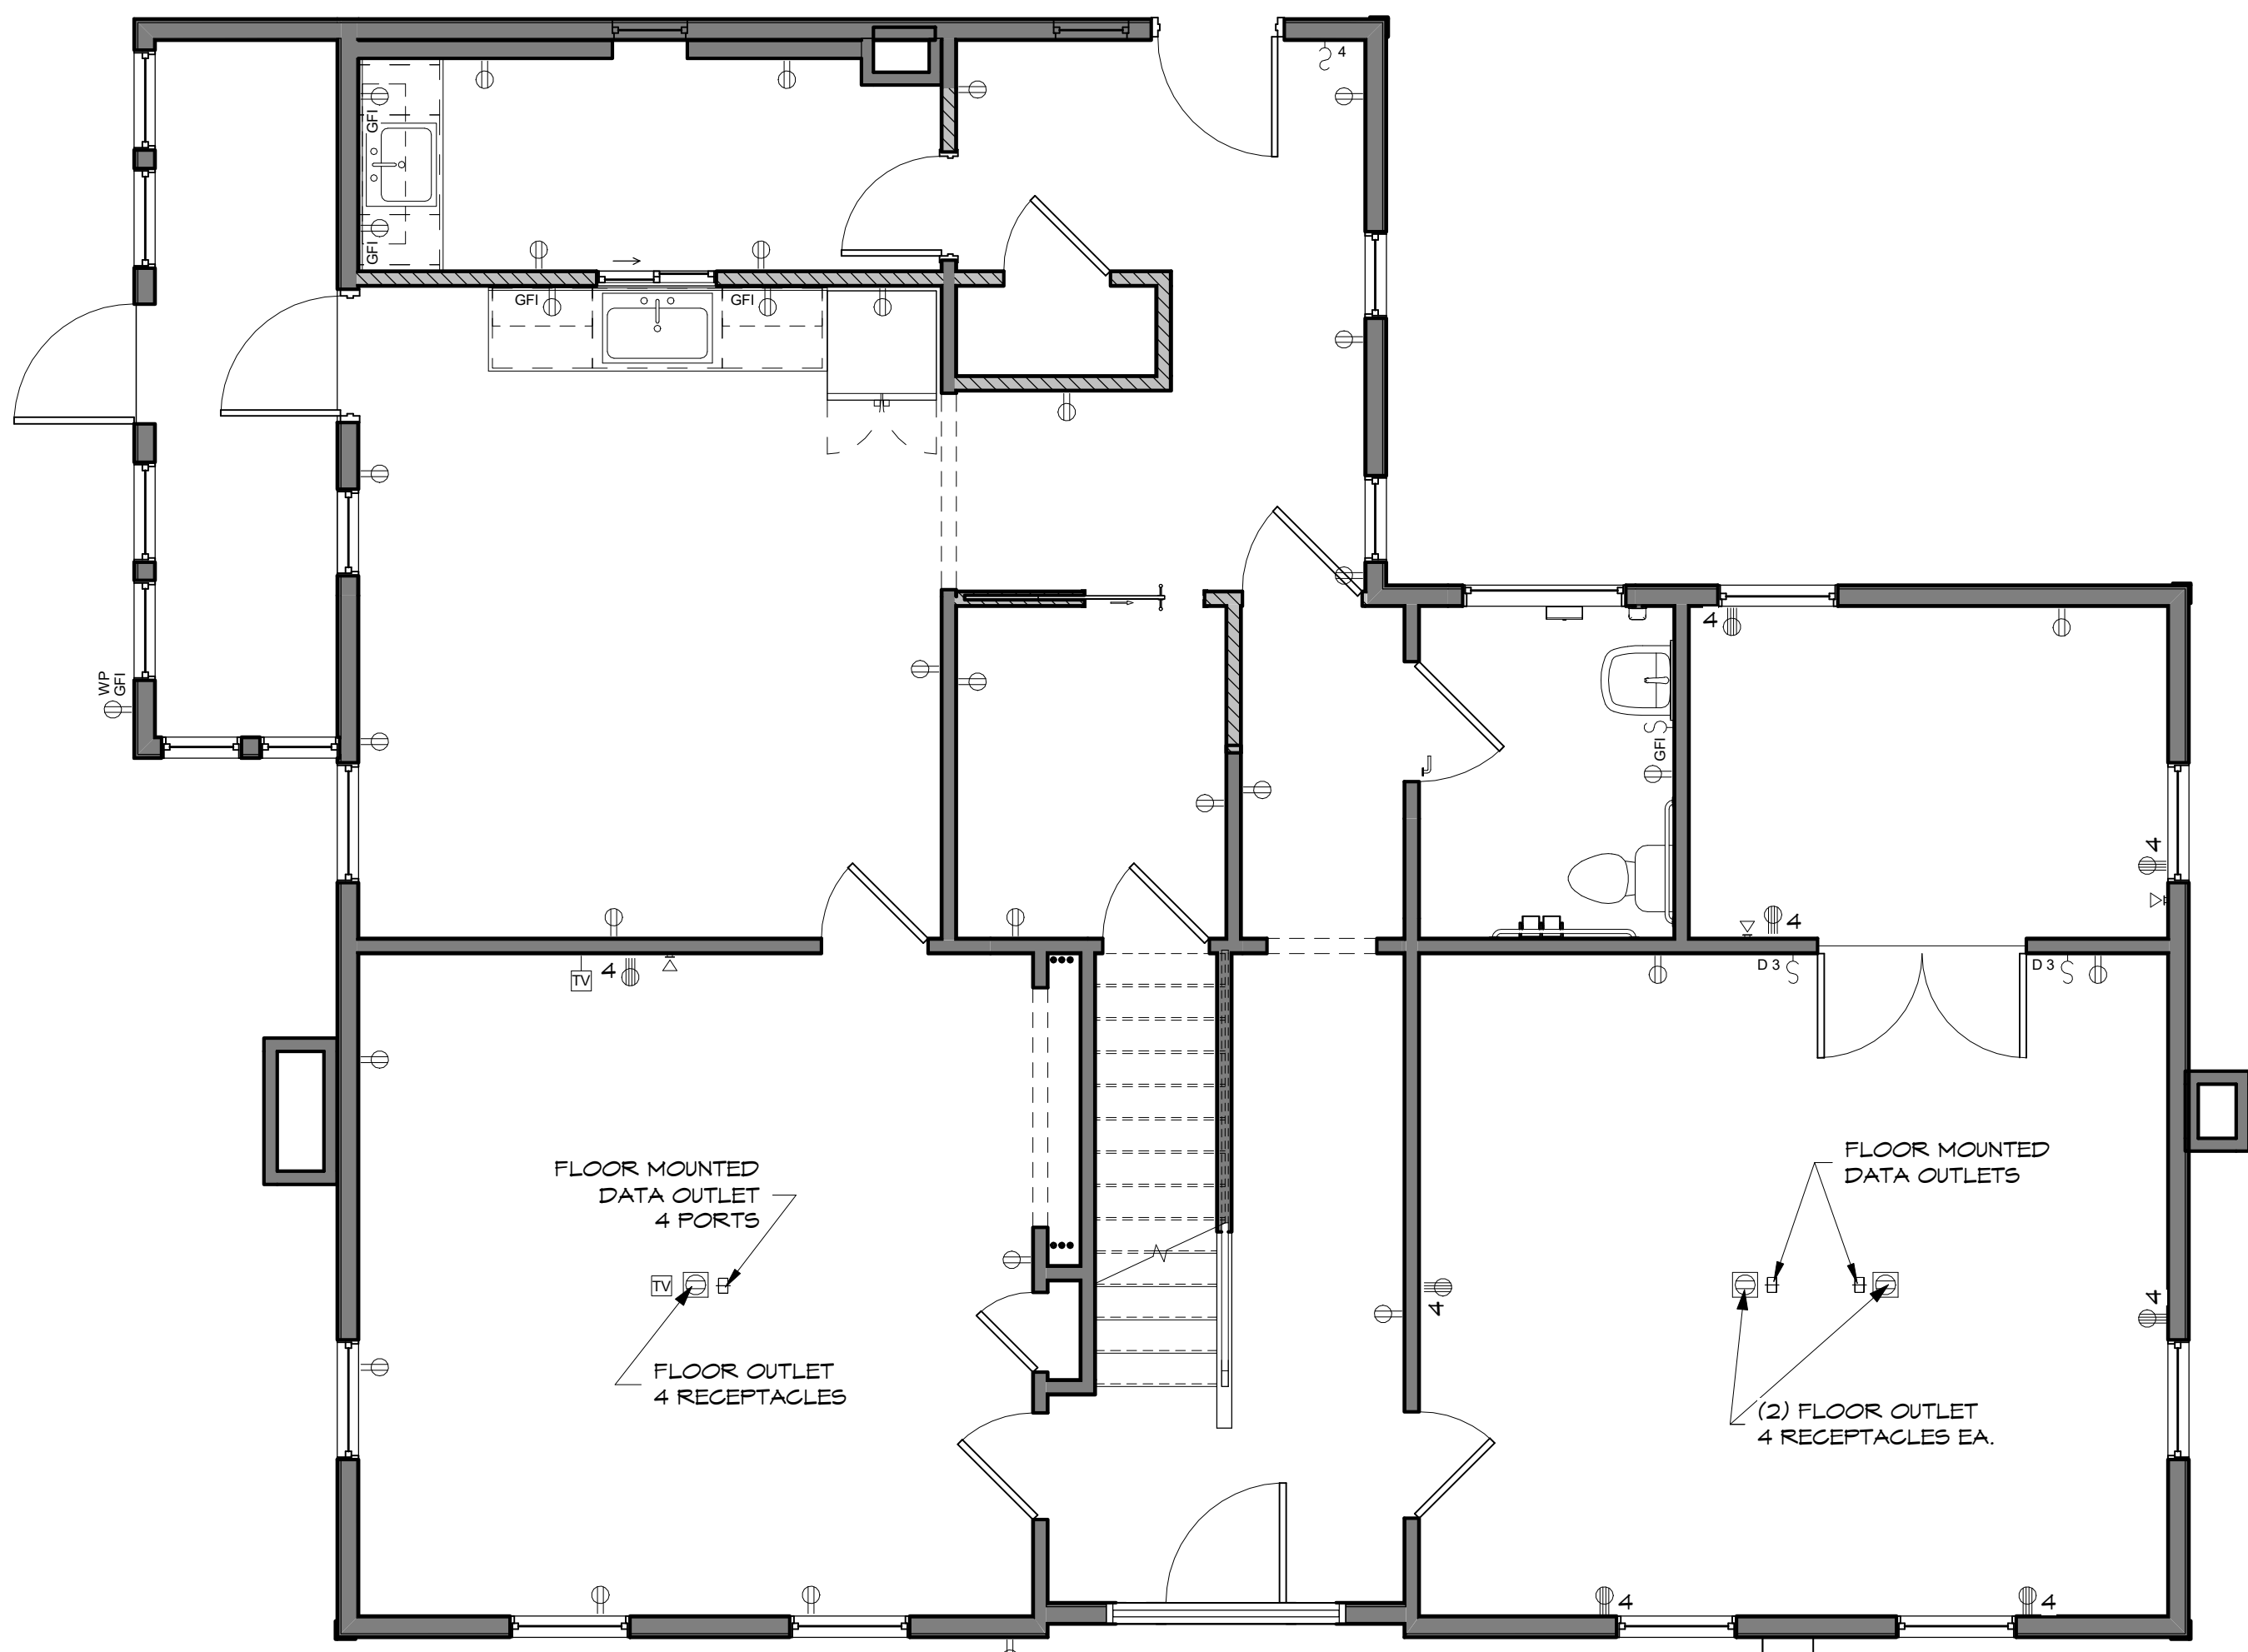 4
GFI
GFI
GFI
GFI
WP
GFI
4
GFI
4
4
TV
4
D 3
D 3
FLOOR MOUNTED
DATA OUTLET
4 PORTS
FLOOR MOUNTED
DATA OUTLETS
TV
4
4
FLOOR OUTLET
4 RECEPTACLES
(2) FLOOR OUTLET
4 RECEPTACLES EA.
4
4